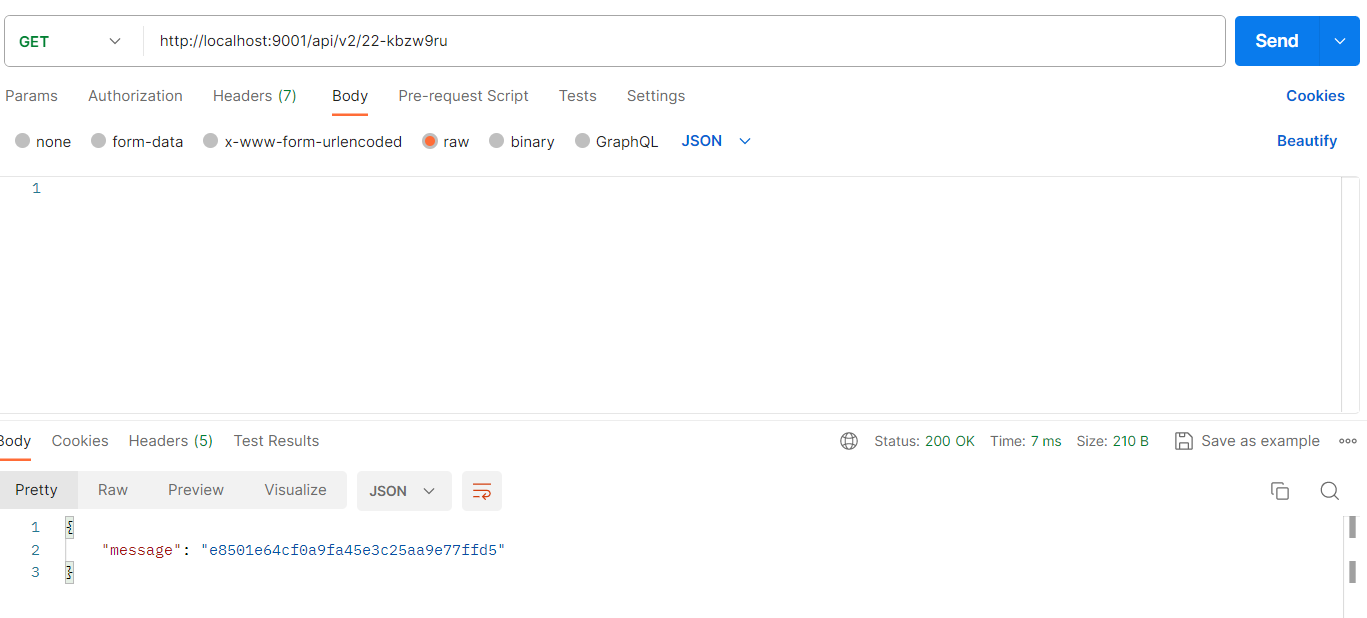 GET http://localhost:9001/api/v2/22-kbzw9ru Send
Params Authorization Headers (7) Body Pre-request Script Tests Settings Cookies
none form-data x-www-form-urlencoded raw binary GraphQL JSON Beautify
1
Body Cookies Headers (5) Test Results Status: 200 OK Time: 7 ms Size: 210 B Save as example
Pretty Raw Preview Visualize JSON
1 {
2 "message": "e8501e64cf0a9fa45e3c25aa9e77ffd5"
3 }